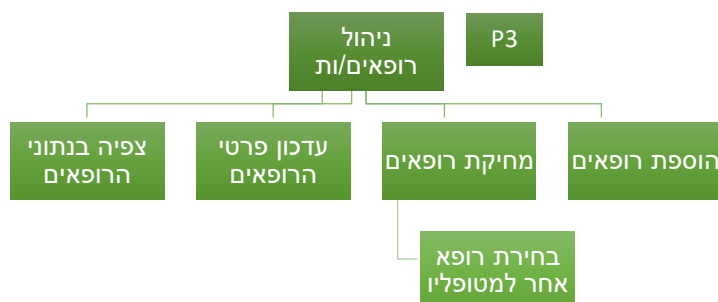 ניהול
רופאים/ות
P3
הוספת רופאים
מחיקת רופאים
עדכון פרטי
הרופאים
צפיה בנתוני
הרופאים
בחירת רופא
אחר למטופליו